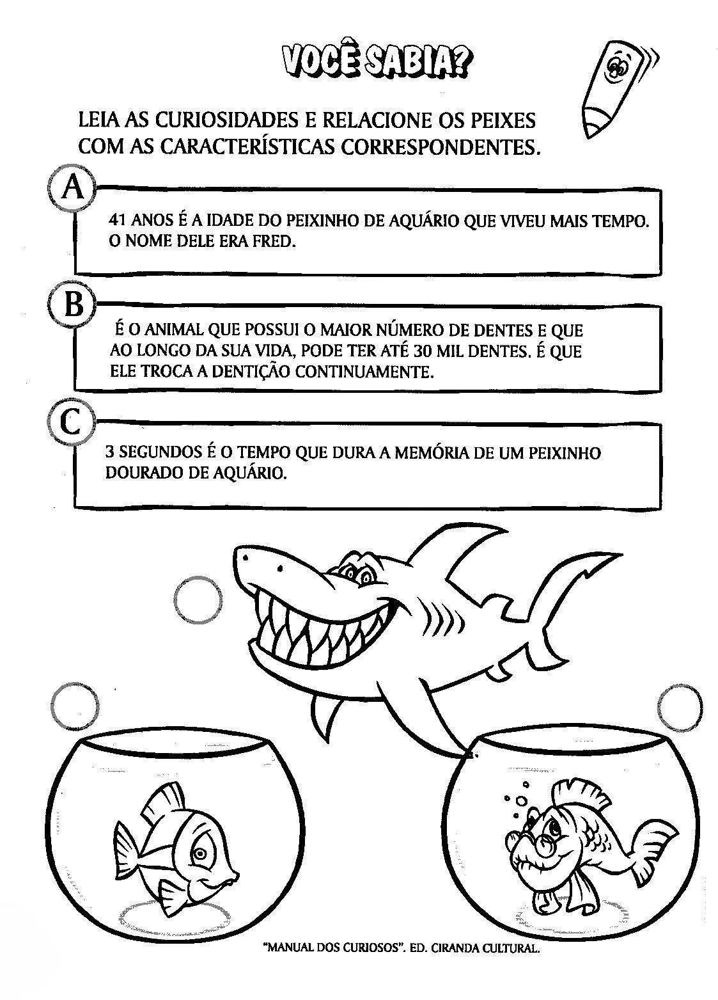 VOCÊ SABIA?
LEIA AS CURIOSIDADES E RELACIONE OS PEIXES
COM AS CARACTERÍSTICAS CORRESPONDENTES.
A
41 ANOS É A IDADE DO PEIXINHO DE AQUÁRIO QUE VIVEU MAIS TEMPO.
O NOME DELE ERA FRED.
B
É O ANIMAL QUE POSSUI O MAIOR NÚMERO DE DENTES E QUE
AO LONGO DA SUA VIDA, PODE TER ATÉ 30 MIL DENTES. É QUE
ELE TROCA A DENTIÇÃO CONTINUAMENTE.
C
3 SEGUNDOS É O TEMPO QUE DURA A MEMÓRIA DE UM PEIXINHO
DOURADO DE AQUÁRIO.
"MANUAL DOS CURIOSOS". ED. CIRANDA CULTURAL.